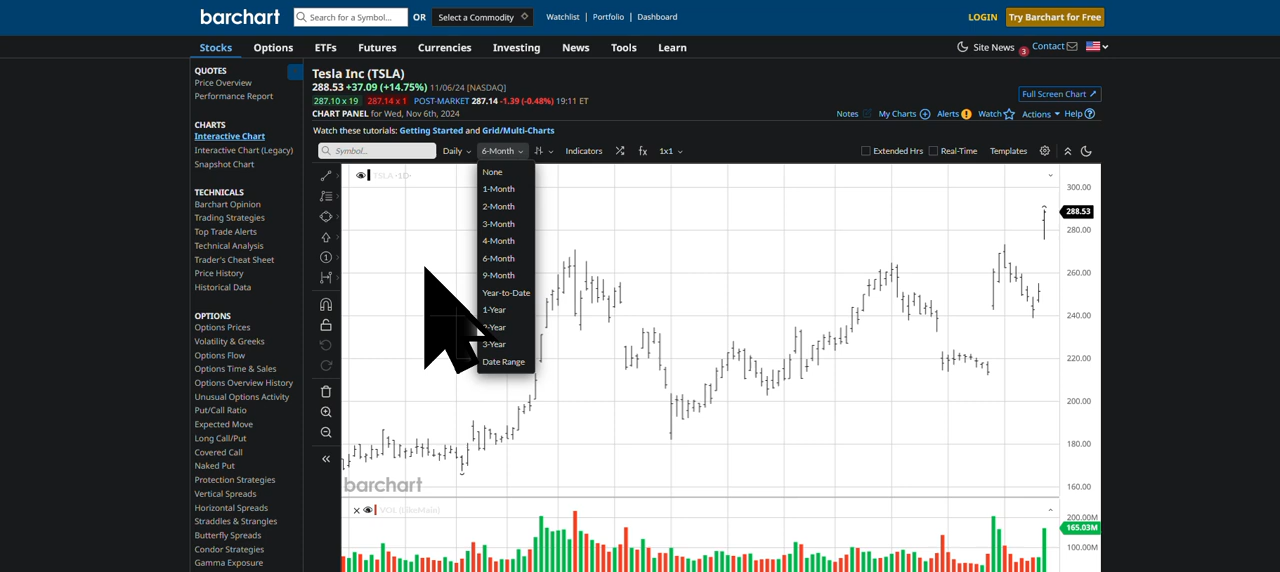 barchart
Search for a Symbol...
OR
Select a Commodity
Watchlist | Portfolio | Dashboard
LOGIN
Try Barchart for Free
Stocks Options ETFs Futures Currencies Investing News Tools Learn
Site News 3
Contact
QUOTES
Price Overview
Performance Report
CHARTS
Interactive Chart
Interactive Chart (Legacy)
Snapshot Chart
TECHNICALS
Barchart Opinion
Trading Strategies
Top Trade Alerts
Technical Analysis
Trader's Cheat Sheet
Price History
Historical Data
OPTIONS
Options Prices
Volatility & Greeks
Options Flow
Options Time & Sales
Options Overview History
Unusual Options Activity
Put/Call Ratio
Expected Move
Long Call/Put
Covered Call
Naked Put
Protection Strategies
Vertical Spreads
Horizontal Spreads
Straddles & Strangles
Butterfly Spreads
Condor Strategies
Gamma Exposure
Tesla Inc (TSLA)
288.53 +37.09 (+14.75%) 11/06/24 [NASDAQ]
287.10 x 19 287.14 x 1 POST-MARKET 287.14 -1.39 (-0.48%) 19:11 ET
CHART PANEL for Wed, Nov 6th, 2024
Full Screen Chart
Notes My Charts Alerts Watch Actions Help
Watch these tutorials: Getting Started and Grid/Multi-Charts
Symbol... Daily 6-Month Indicators fx 1x1
Extended Hrs Real-Time Templates
None
1-Month
2-Month
3-Month
4-Month
6-Month
9-Month
Year-to-Date
1-Year
2-Year
3-Year
Date Range
TSLA - 1D
300.00
288.53
280.00
260.00
240.00
220.00
200.00
180.00
160.00
barchart
200.00M
165.03M
100.00M